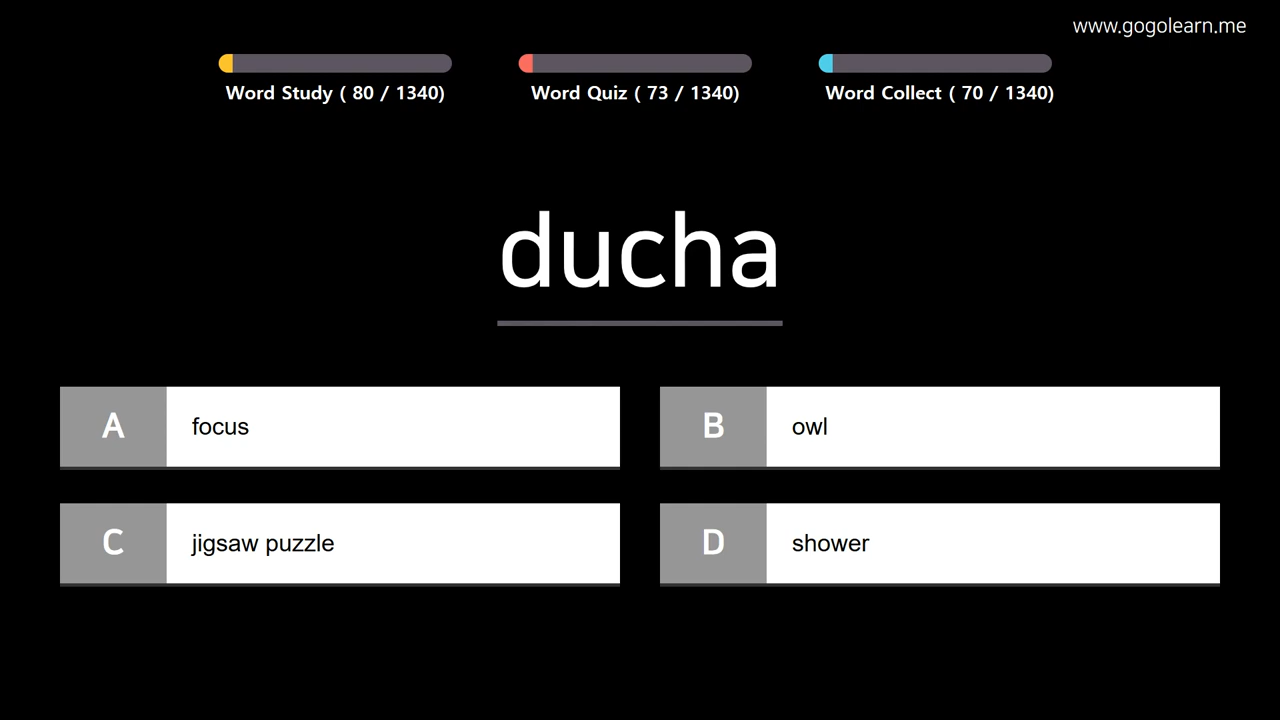 www.gogolearn.me
Word Study ( 80 / 1340)
Word Quiz ( 73 / 1340)
Word Collect ( 70 / 1340)
ducha
A focus
B owl
C jigsaw puzzle
D shower